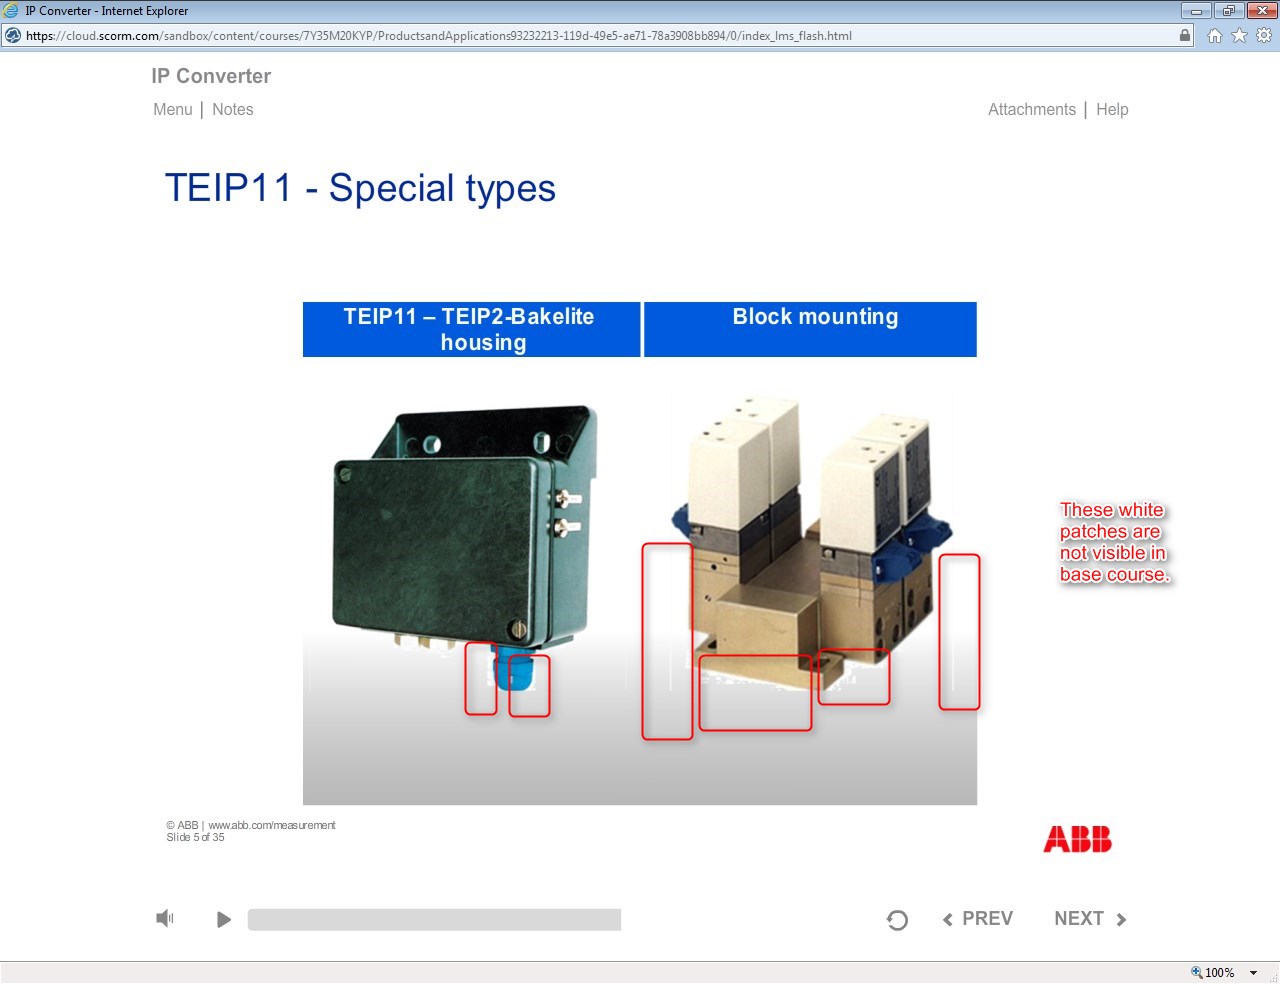 IP Converter - Internet Explorer
https://cloud.scorm.com/sandbox/content/courses/7Y35M20KYP/ProductsandApplications93232213-119d-49e5-ae71-78a3908bb894/0/index_lms_flash.html
IP Converter
Menu | Notes
Attachments | Help
TEIP11 - Special types
TEIP11 – TEIP2-Bakelite
housing
Block mounting
These white
patches are
not visible in
base course.
© ABB | www.abb.com/measurement
Slide 5 of 35
ABB
PREV
NEXT
100%